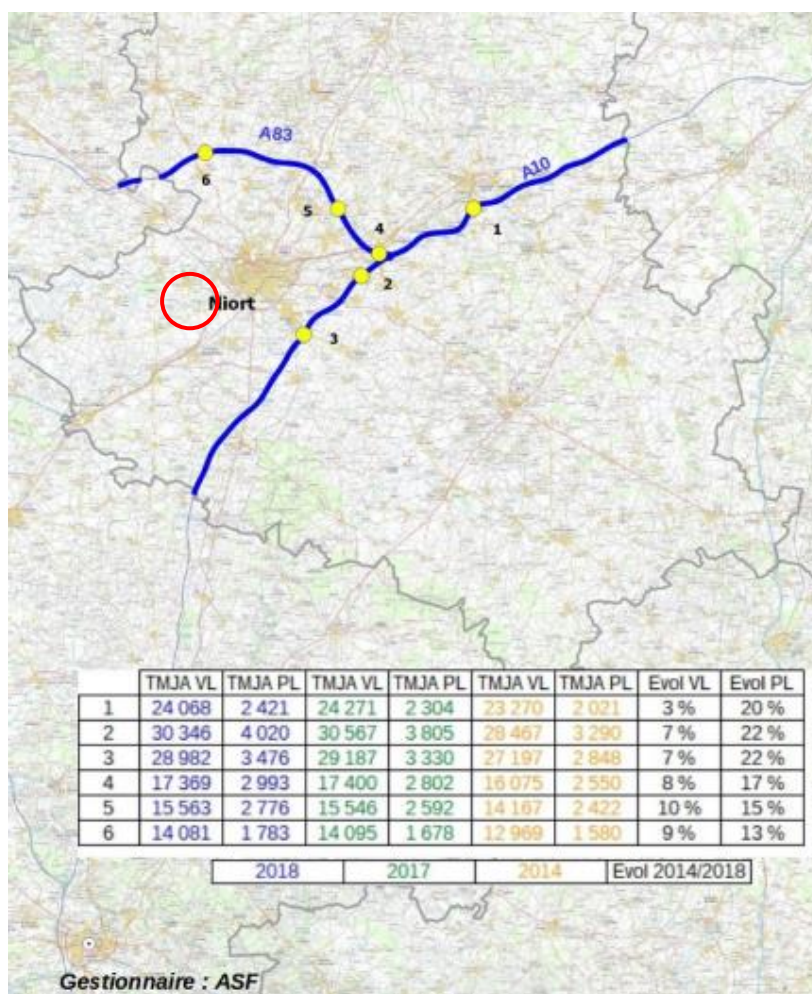 A83
A10
6
5
4
1
2
Niort
3
TMJA VL TMJA PL TMJA VL TMJA PL TMJA VL TMJA PL Evol VL Evol PL
1 24 068 2 421 24 271 2 304 23 270 2 021 3 % 20 %
2 30 346 4 020 30 567 3 805 28 467 3 290 7 % 22 %
3 28 982 3 476 29 187 3 330 27 197 2 848 7 % 22 %
4 17 369 2 993 17 400 2 802 16 075 2 550 8 % 17 %
5 15 563 2 776 15 546 2 592 14 167 2 422 10 % 15 %
6 14 081 1 783 14 095 1 678 12 969 1 580 9 % 13 %
2018 2017 2014 Evol 2014/2018
Gestionnaire : ASF